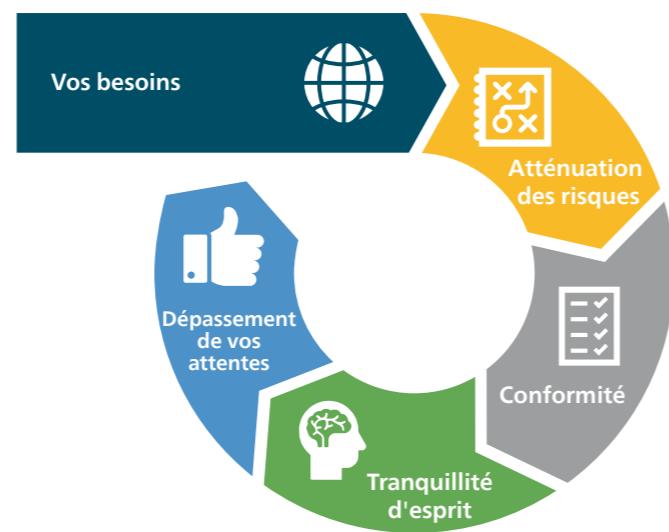 Vos besoins
Atténuation
des risques
Conformité
Tranquillité
d'esprit
Dépassement
de vos
attentes